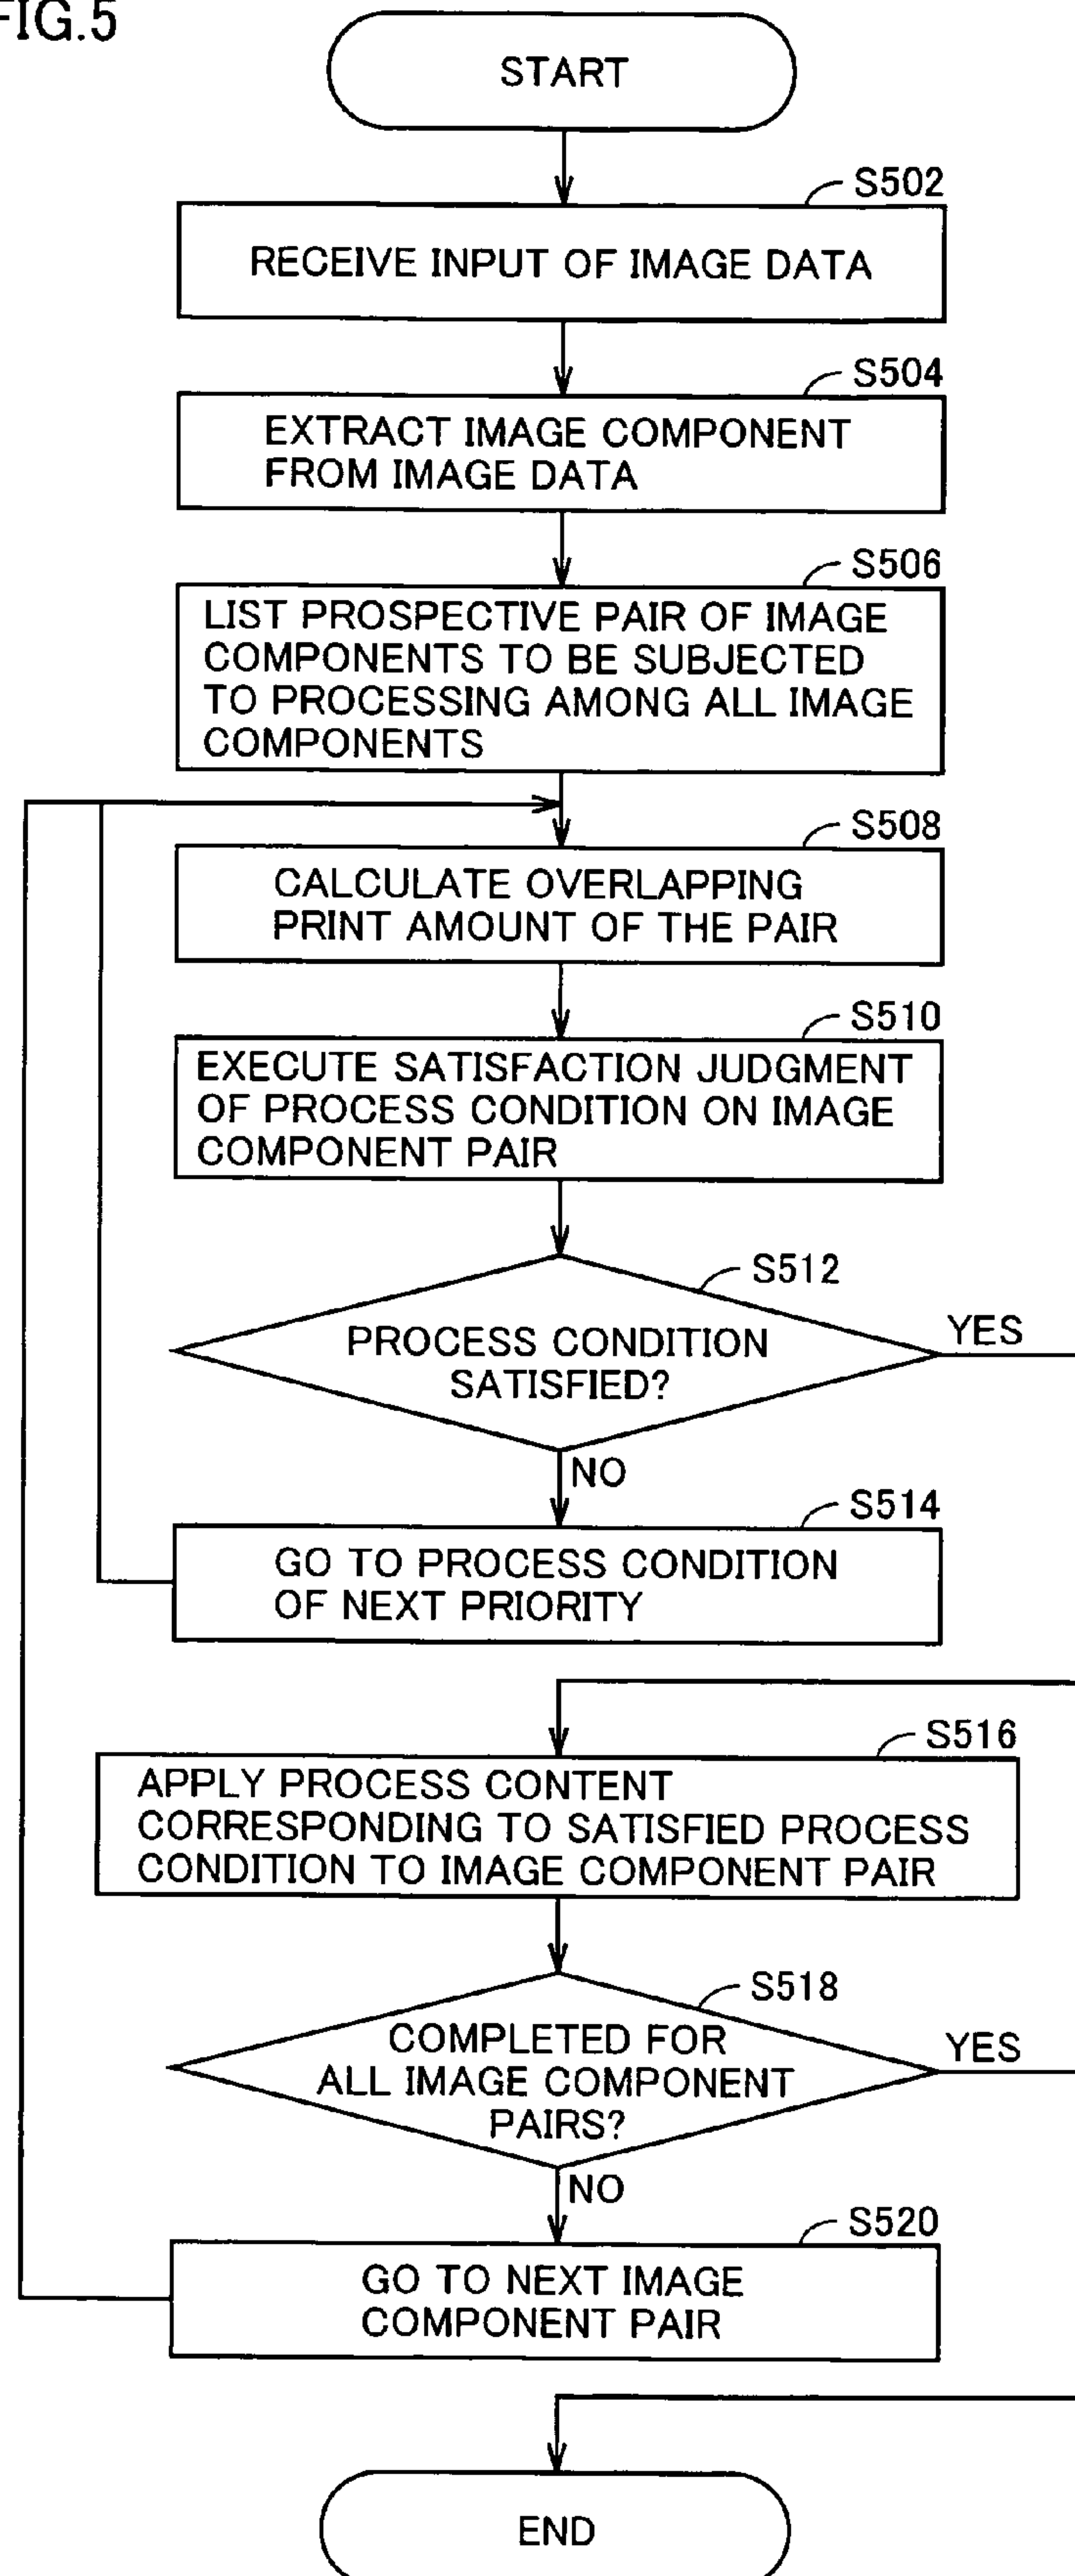 FIG.5
START
S502
RECEIVE INPUT OF IMAGE DATA
S504
EXTRACT IMAGE COMPONENT
FROM IMAGE DATA
S506
LIST PROSPECTIVE PAIR OF IMAGE
COMPONENTS TO BE SUBJECTED
TO PROCESSING AMONG ALL IMAGE
COMPONENTS
S508
CALCULATE OVERLAPPING
PRINT AMOUNT OF THE PAIR
S510
EXECUTE SATISFACTION JUDGMENT
OF PROCESS CONDITION ON IMAGE
COMPONENT PAIR
S512
PROCESS CONDITION
SATISFIED?
YES
NO
S514
GO TO PROCESS CONDITION
OF NEXT PRIORITY
S516
APPLY PROCESS CONTENT
CORRESPONDING TO SATISFIED PROCESS
CONDITION TO IMAGE COMPONENT PAIR
S518
COMPLETED FOR
ALL IMAGE COMPONENT
PAIRS?
YES
NO
S520
GO TO NEXT IMAGE
COMPONENT PAIR
END